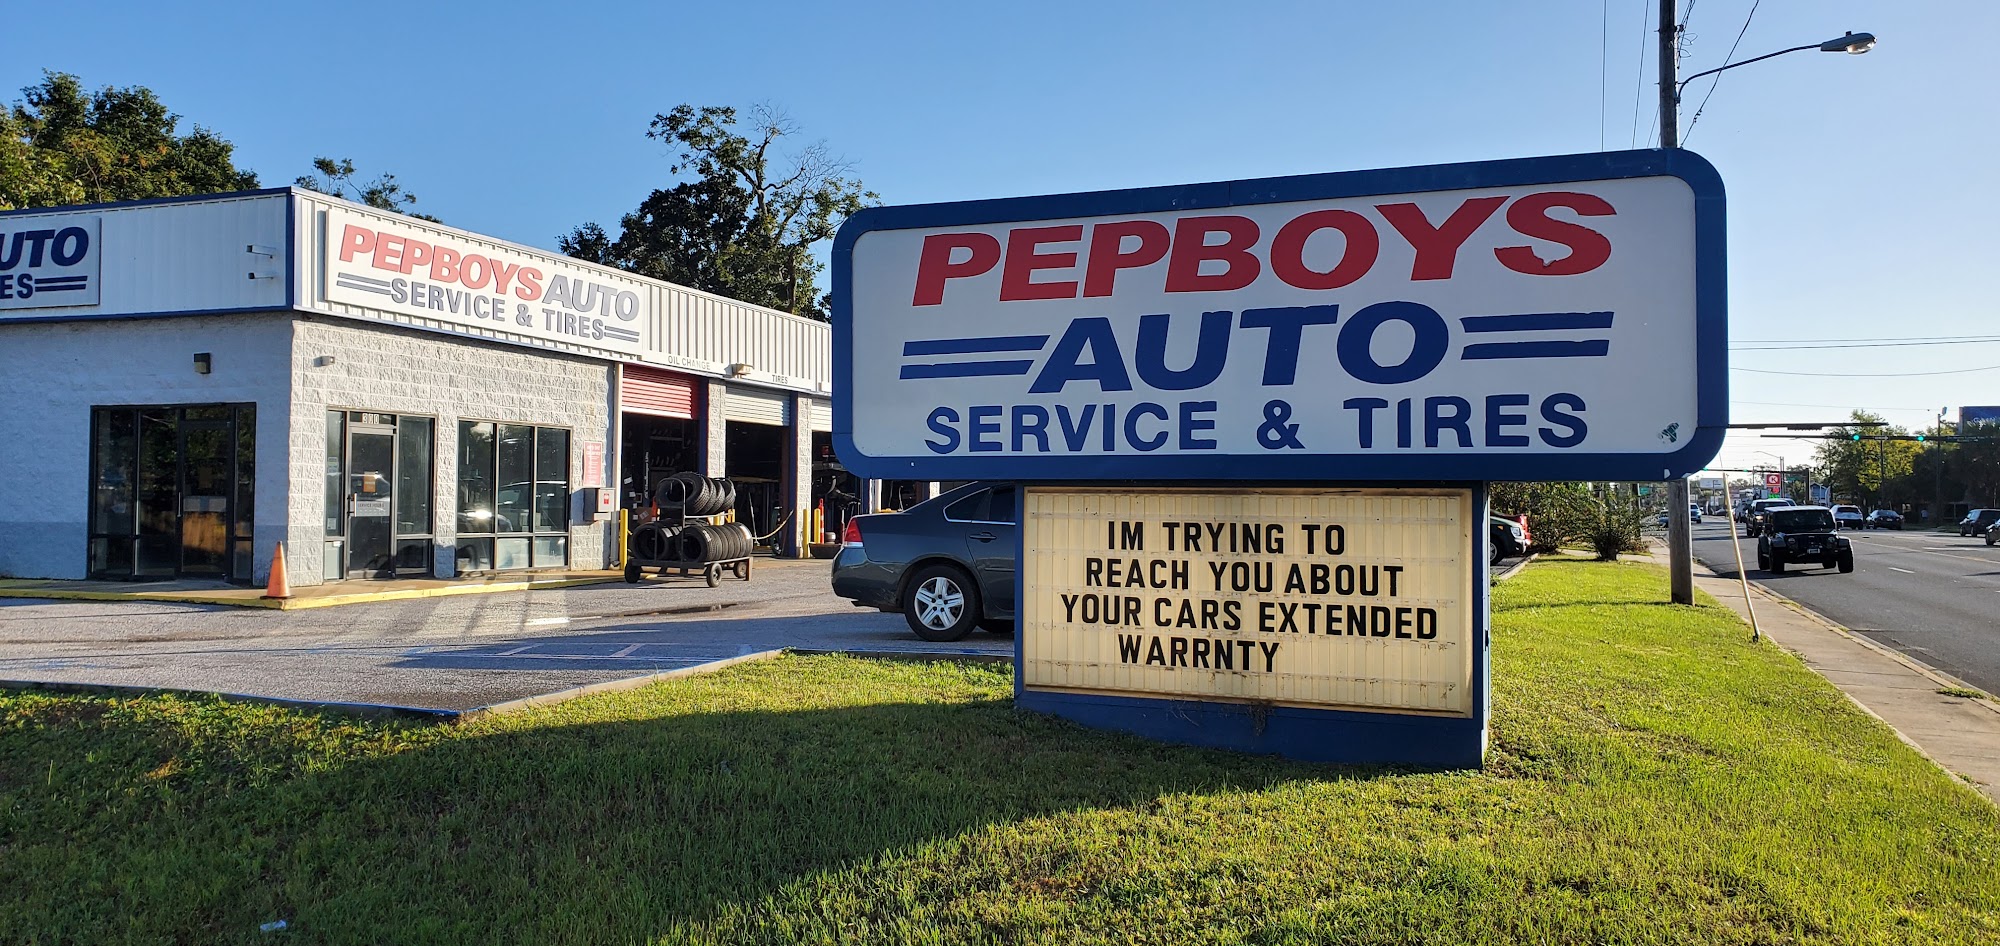 UTO
ES
PEPBOYS AUTO
SERVICE & TIRES
OIL CHANGE
TIRES
PEPBOYS
AUTO
SERVICE & TIRES
IM TRYING TO
REACH YOU ABOUT
YOUR CARS EXTENDED
WARRNTY